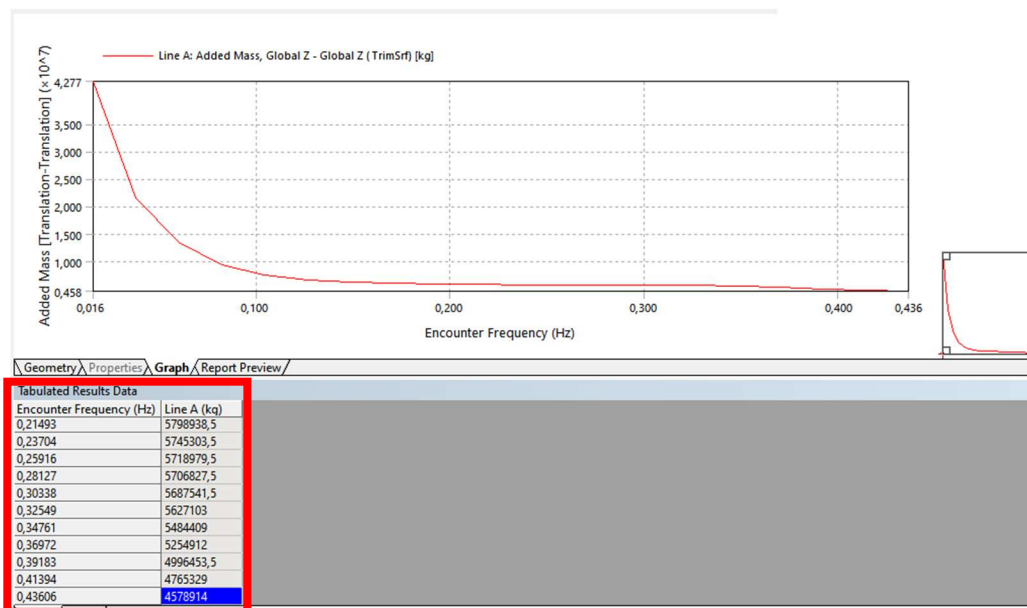 Line A: Added Mass, Global Z - Global Z (TrimSrf) [kg]
Added Mass [Translation-Translation] (×10^7)
4,277
3,500
3,000
2,500
2,000
1,500
1,000
0,458
0,016 0,100 0,200 0,300 0,400 0,436
Encounter Frequency (Hz)
Geometry Properties Graph Report Preview
Tabulated Results Data
Encounter Frequency (Hz) Line A (kg)
0,21493 5798938,5
0,23704 5745303,5
0,25916 5718979,5
0,28127 5706827,5
0,30338 5687541,5
0,32549 5627103
0,34761 5484409
0,36972 5254912
0,39183 4996453,5
0,41394 4765329
0,43606 4578914